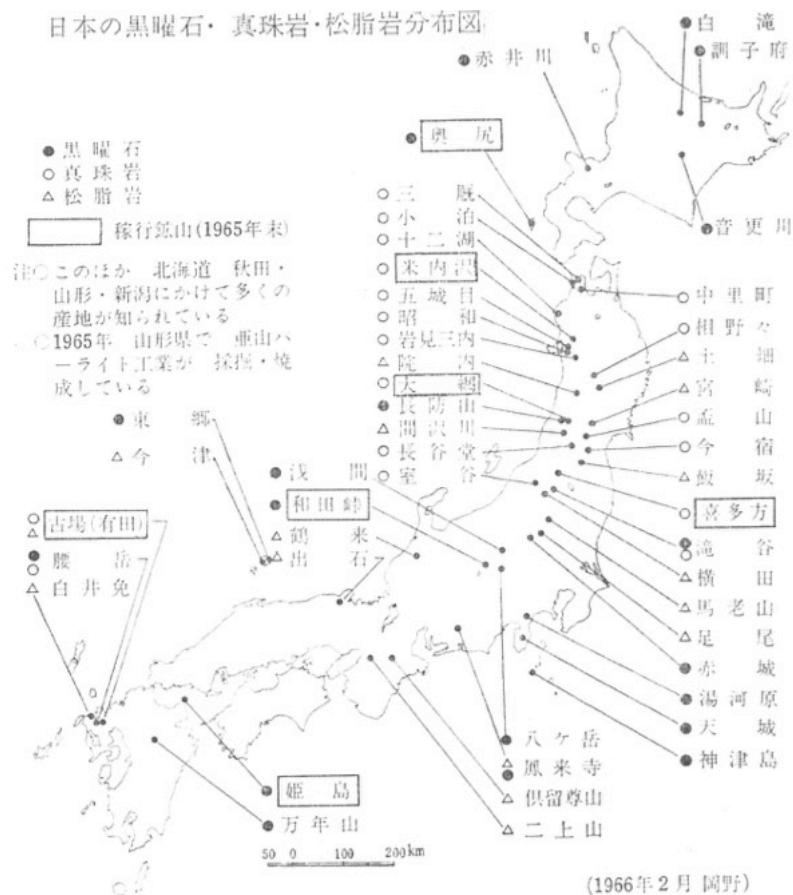 日本の黒曜石・真珠岩・松脂岩分布図
● 黒曜石
○ 真珠岩
△ 松脂岩
稼行鉱山(1965年末)
注○ このほか 北海道 秋田・
山形・新潟にかけて多くの
産地が知られている
○ 1965年 山形県で 亜山パ
ーライト工業が 採掘・焼
成している
● 白滝
● 調子府
● 赤井川
● 奥尻
● 音更川
○ 三厩
○ 小泊
○ 十二湖
○ 米内沢
○ 五城目
○ 昭和
○ 岩見三内
△ 院内
○ 大網
● 長防山
△ 間沢川
○ 長谷堂
○ 室谷
○ 中里町
○ 相野々
△ 土畑
△ 宮崎
○ 盃山
○ 今宿
△ 飯坂
○ 喜多方
●○ 滝谷
△ 横田
△ 馬老山
△ 足尾
● 赤城
● 湯河原
● 天城
● 神津島
● 東郷
△ 今津
● 浅間
● 和田峠
△ 鶴来
△ 出石
○△ 古場(有田)
●○ 腰岳
△ 白井免
● 八ケ岳
△● 鳳来寺
△ 倶留尊山
△ 二上山
● 姫島
● 万年山
50 0 100 200km
(1966年2月 岡野)